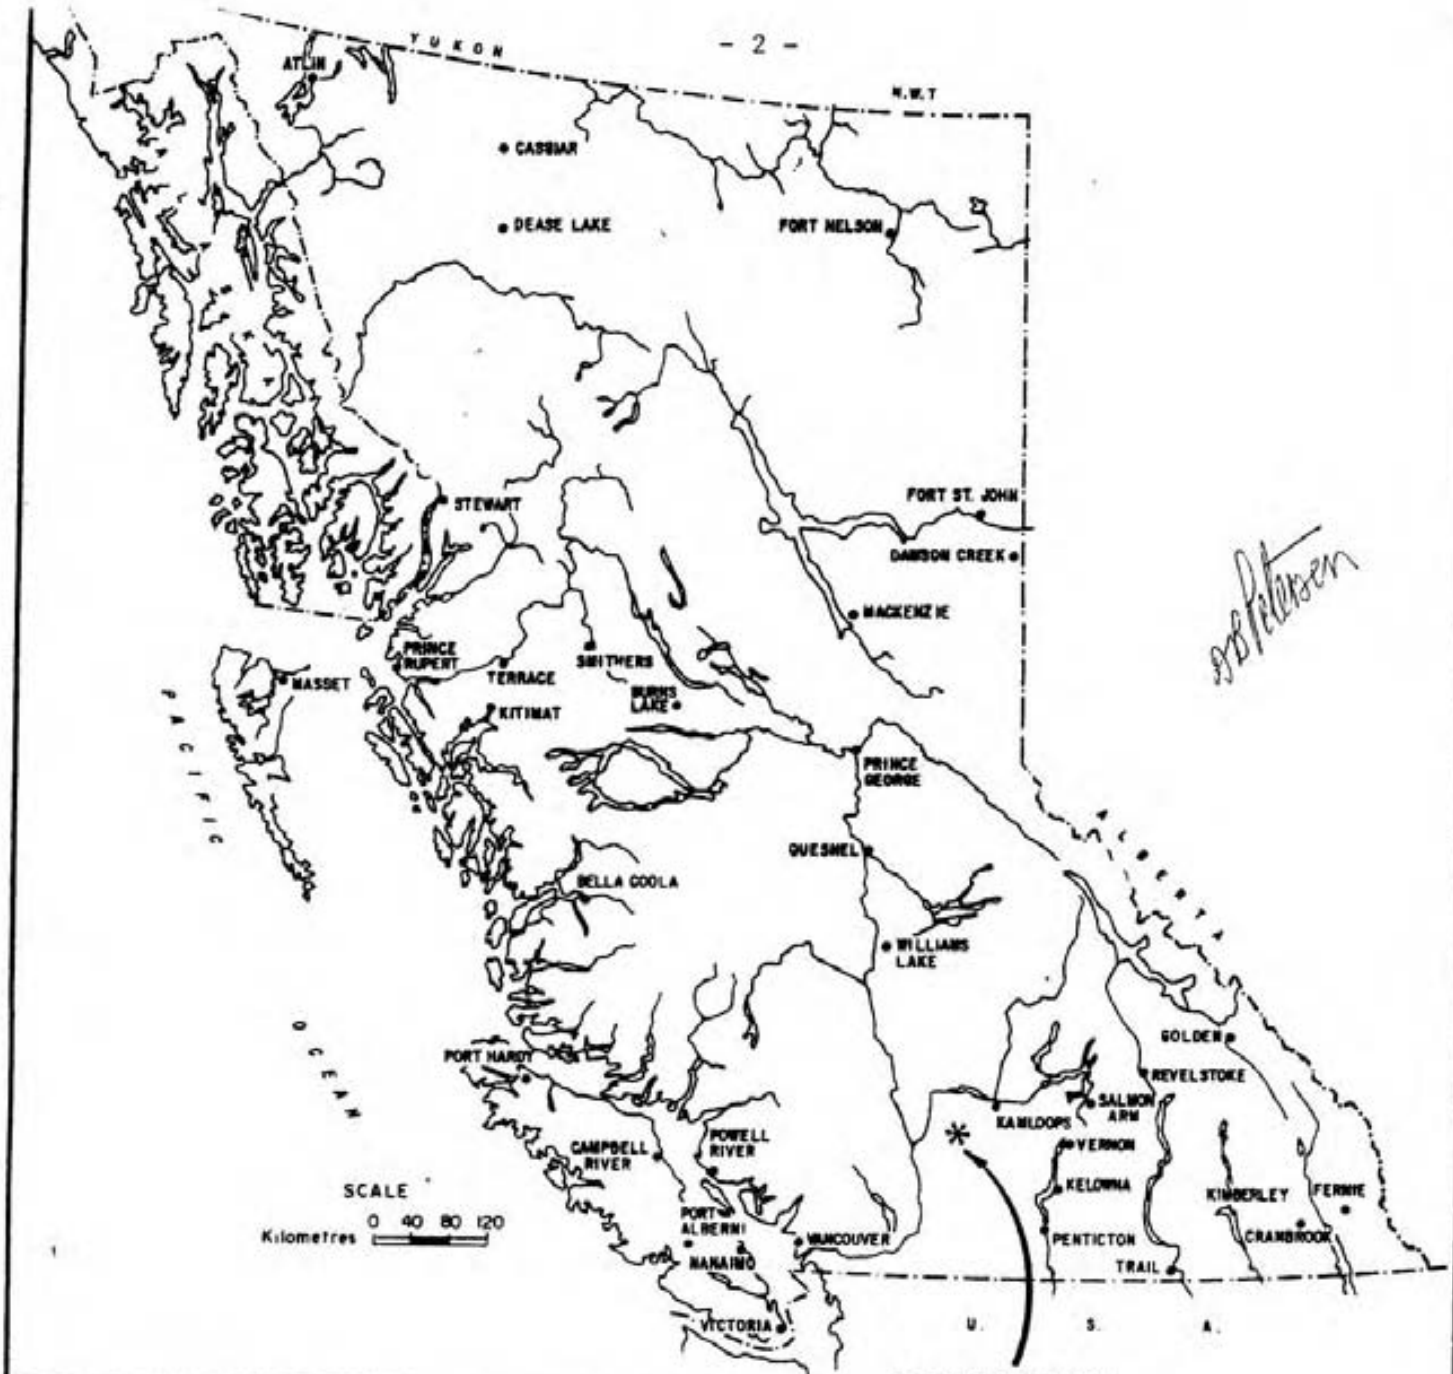 - 2 -
YUKON
N.W.T
ATLIN
CASSIAR
DEASE LAKE
FORT NELSON
STEWART
FORT ST. JOHN
DAWSON CREEK
MACKENZIE
PRINCE
RUPERT
TERRACE
SMITHERS
MASSET
BURNS
LAKE
KITIMAT
PACIFIC
PRINCE
GEORGE
ALBERTA
QUESNEL
BELLA COOLA
WILLIAMS
LAKE
OCEAN
GOLDEN
PORT HARDY
REVELSTOKE
SALMON
ARM
KAMLOOPS
POWELL
RIVER
CAMPBELL
RIVER
VERNON
KELOWNA
KIMBERLEY
FERNIE
SCALE
0 40 80 120
Kilometres
PORT
ALBERNI
VANCOUVER
PENTICTON
CRANBROOK
NANAIMO
TRAIL
VICTORIA
U. S. A.
Petersen